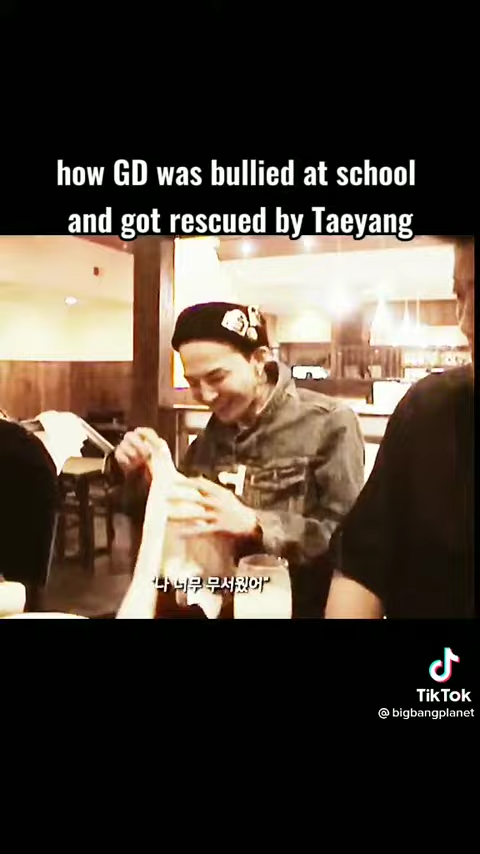 how GD was bullied at school
and got rescued by Taeyang
"나 너무 무서웠어"
TikTok
@bigbangplanet